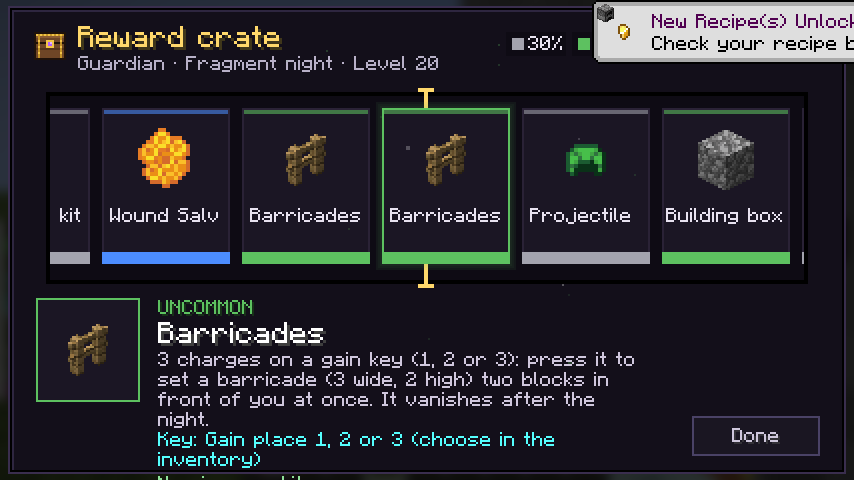 Reward crate
Guardian · Fragment night · Level 20
30%
New Recipe(s) Unlock
Check your recipe b
kit
Wound Salv
Barricades
Barricades
Projectile
Building box
UNCOMMON
Barricades
3 charges on a gain key (1, 2 or 3): press it to
set a barricade (3 wide, 2 high) two blocks in
front of you at once. It vanishes after the
night.
Key: Gain place 1, 2 or 3 (choose in the
inventory)
Done